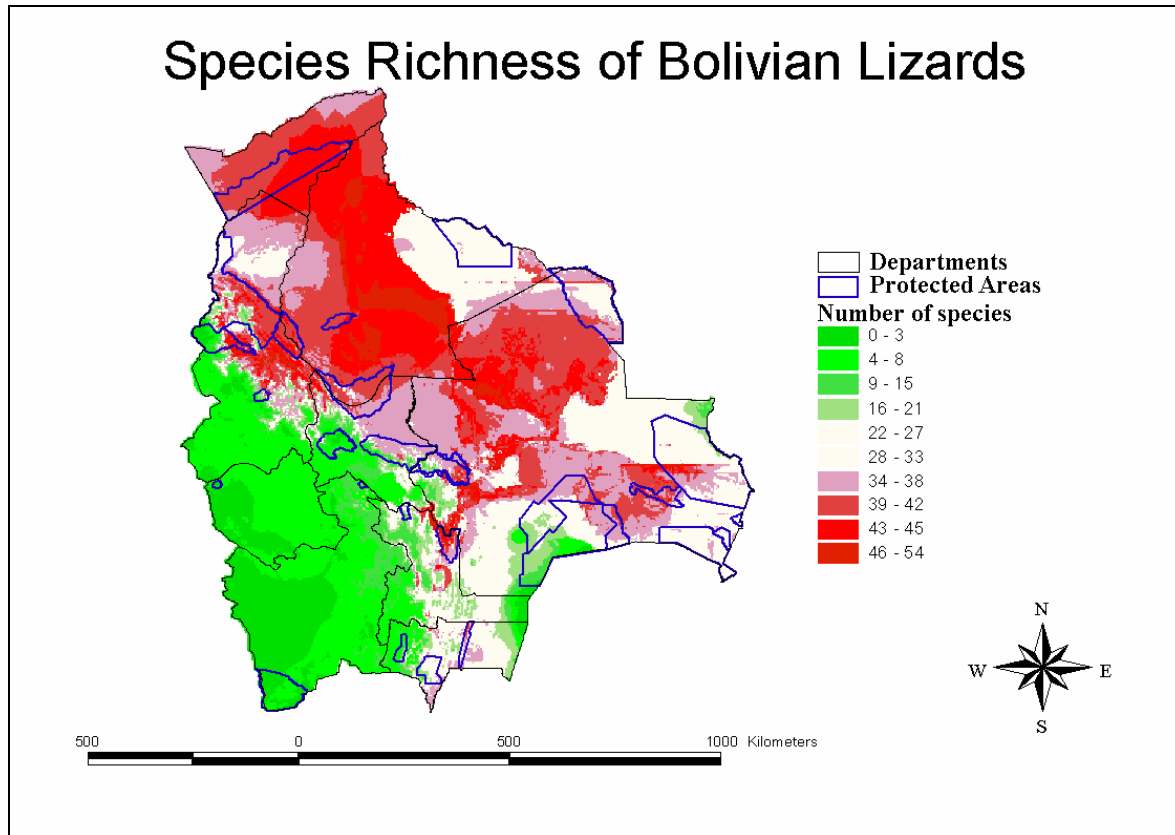 Species Richness of Bolivian Lizards
Departments
Protected Areas
Number of species
0 - 3
4 - 8
9 - 15
16 - 21
22 - 27
28 - 33
34 - 38
39 - 42
43 - 45
46 - 54
N
W E
S
500 0 500 1000 Kilometers